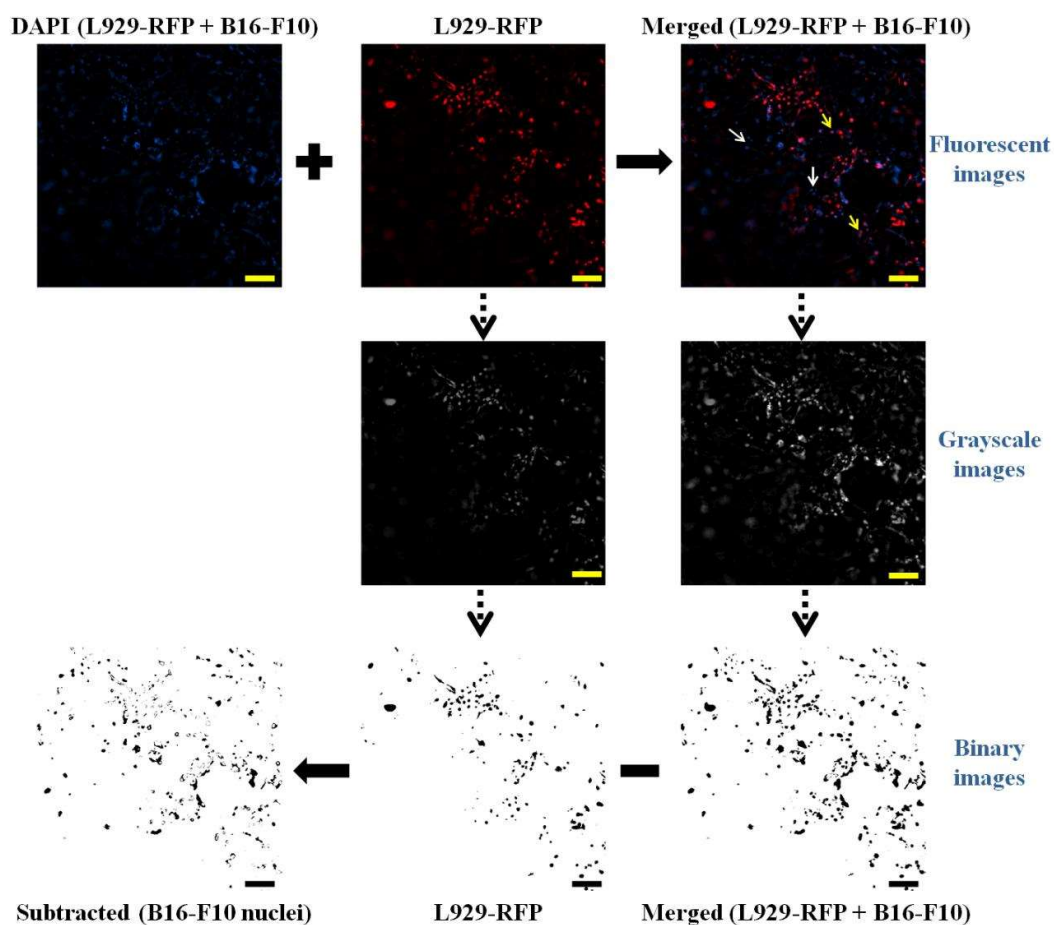 DAPI (L929-RFP + B16-F10)
L929-RFP
Merged (L929-RFP + B16-F10)
Fluorescent
images
Grayscale
images
Binary
images
Subtracted (B16-F10 nuclei)
L929-RFP
Merged (L929-RFP + B16-F10)